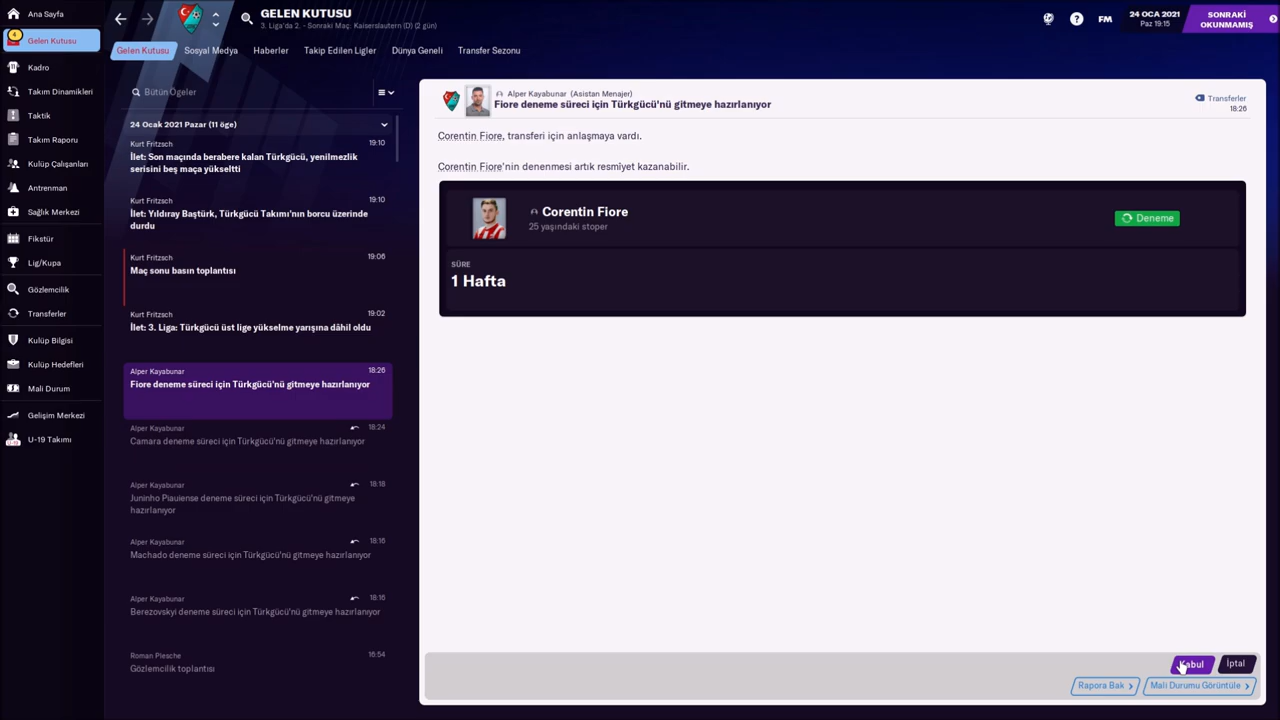 Ana Sayfa
4
Gelen Kutusu
Kadro
Takım Dinamikleri
Taktik
Takım Raporu
Kulüp Çalışanları
Antrenman
Sağlık Merkezi
Fikstür
Lig/Kupa
Gözlemcilik
Transferler
Kulüp Bilgisi
Kulüp Hedefleri
Mali Durum
Gelişim Merkezi
U-19 Takımı
GELEN KUTUSU
3. Liga'da 2. - Sonraki Maç: Kaiserslautern (D) (2 gün)
?
FM
24 OCA 2021
Paz 19:15
SONRAKİ
OKUNMAMIŞ
Gelen Kutusu
Sosyal Medya
Haberler
Takip Edilen Ligler
Dünya Geneli
Transfer Sezonu
Bütün Ögeler
24 Ocak 2021 Pazar (11 öge)
Kurt Fritzsch 19:10
İlet: Son maçında berabere kalan Türkgücü, yenilmezlik
serisini beş maça yükseltti
Kurt Fritzsch 19:10
İlet: Yıldıray Baştürk, Türkgücü Takımı'nın borcu üzerinde
durdu
Kurt Fritzsch 19:06
Maç sonu basın toplantısı
Kurt Fritzsch 19:02
İlet: 3. Liga: Türkgücü üst lige yükselme yarışına dâhil oldu
Alper Kayabunar 18:26
Fiore deneme süreci için Türkgücü'nü gitmeye hazırlanıyor
Alper Kayabunar 18:24
Camara deneme süreci için Türkgücü'nü gitmeye hazırlanıyor
Alper Kayabunar 18:18
Juninho Piauiense deneme süreci için Türkgücü'nü gitmeye
hazırlanıyor
Alper Kayabunar 18:16
Machado deneme süreci için Türkgücü'nü gitmeye hazırlanıyor
Alper Kayabunar 18:16
Berezovskyi deneme süreci için Türkgücü'nü gitmeye hazırlanıyor
Roman Plesche 16:54
Gözlemcilik toplantısı
Alper Kayabunar (Asistan Menajer)
Fiore deneme süreci için Türkgücü'nü gitmeye hazırlanıyor
Transferler
18:26
Corentin Fiore, transferi için anlaşmaya vardı.
Corentin Fiore'nin denenmesi artık resmîyet kazanabilir.
Corentin Fiore
25 yaşındaki stoper
Deneme
SÜRE
1 Hafta
Kabul
İptal
Rapora Bak
Mali Durumu Görüntüle